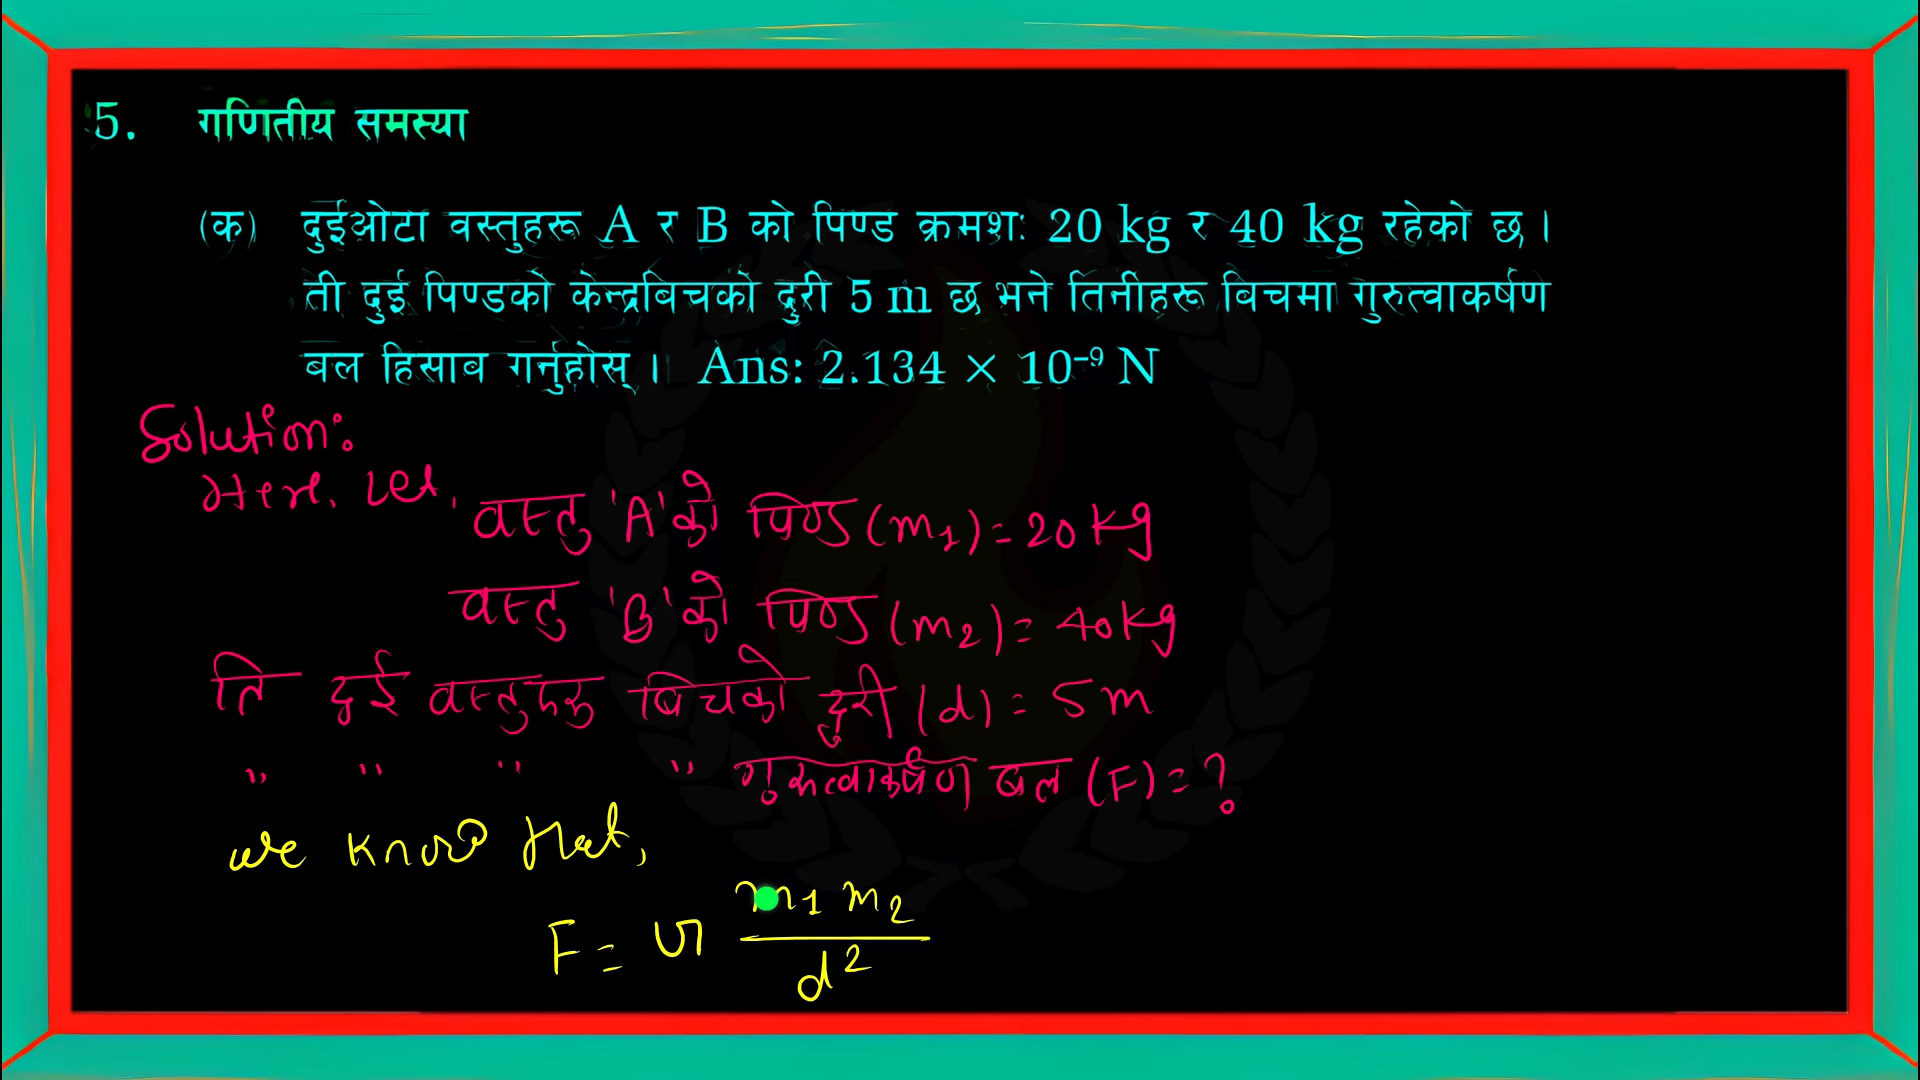 5. गणितीय समस्या
(क) दुईओटा वस्तुहरू A र B को पिण्ड क्रमशः 20 kg र 40 kg रहेको छ ।
ती दुई पिण्डको केन्द्रबिचको दुरी 5 m छ भने तिनीहरू बिचमा गुरुत्वाकर्षण
बल हिसाब गर्नुहोस् । Ans: 2.134 × 10⁻⁹ N
Solution:
Here, Let,
वस्तु 'A' को पिण्ड (m₁) = 20 kg
वस्तु 'B' को पिण्ड (m₂) = 40 kg
ति दुई वस्तुहरु बिचको दुरी (d) = 5 m
" " " " गुरुत्वाकर्षण बल (F) = ?
we know that,
F = G m₁ m₂
d²